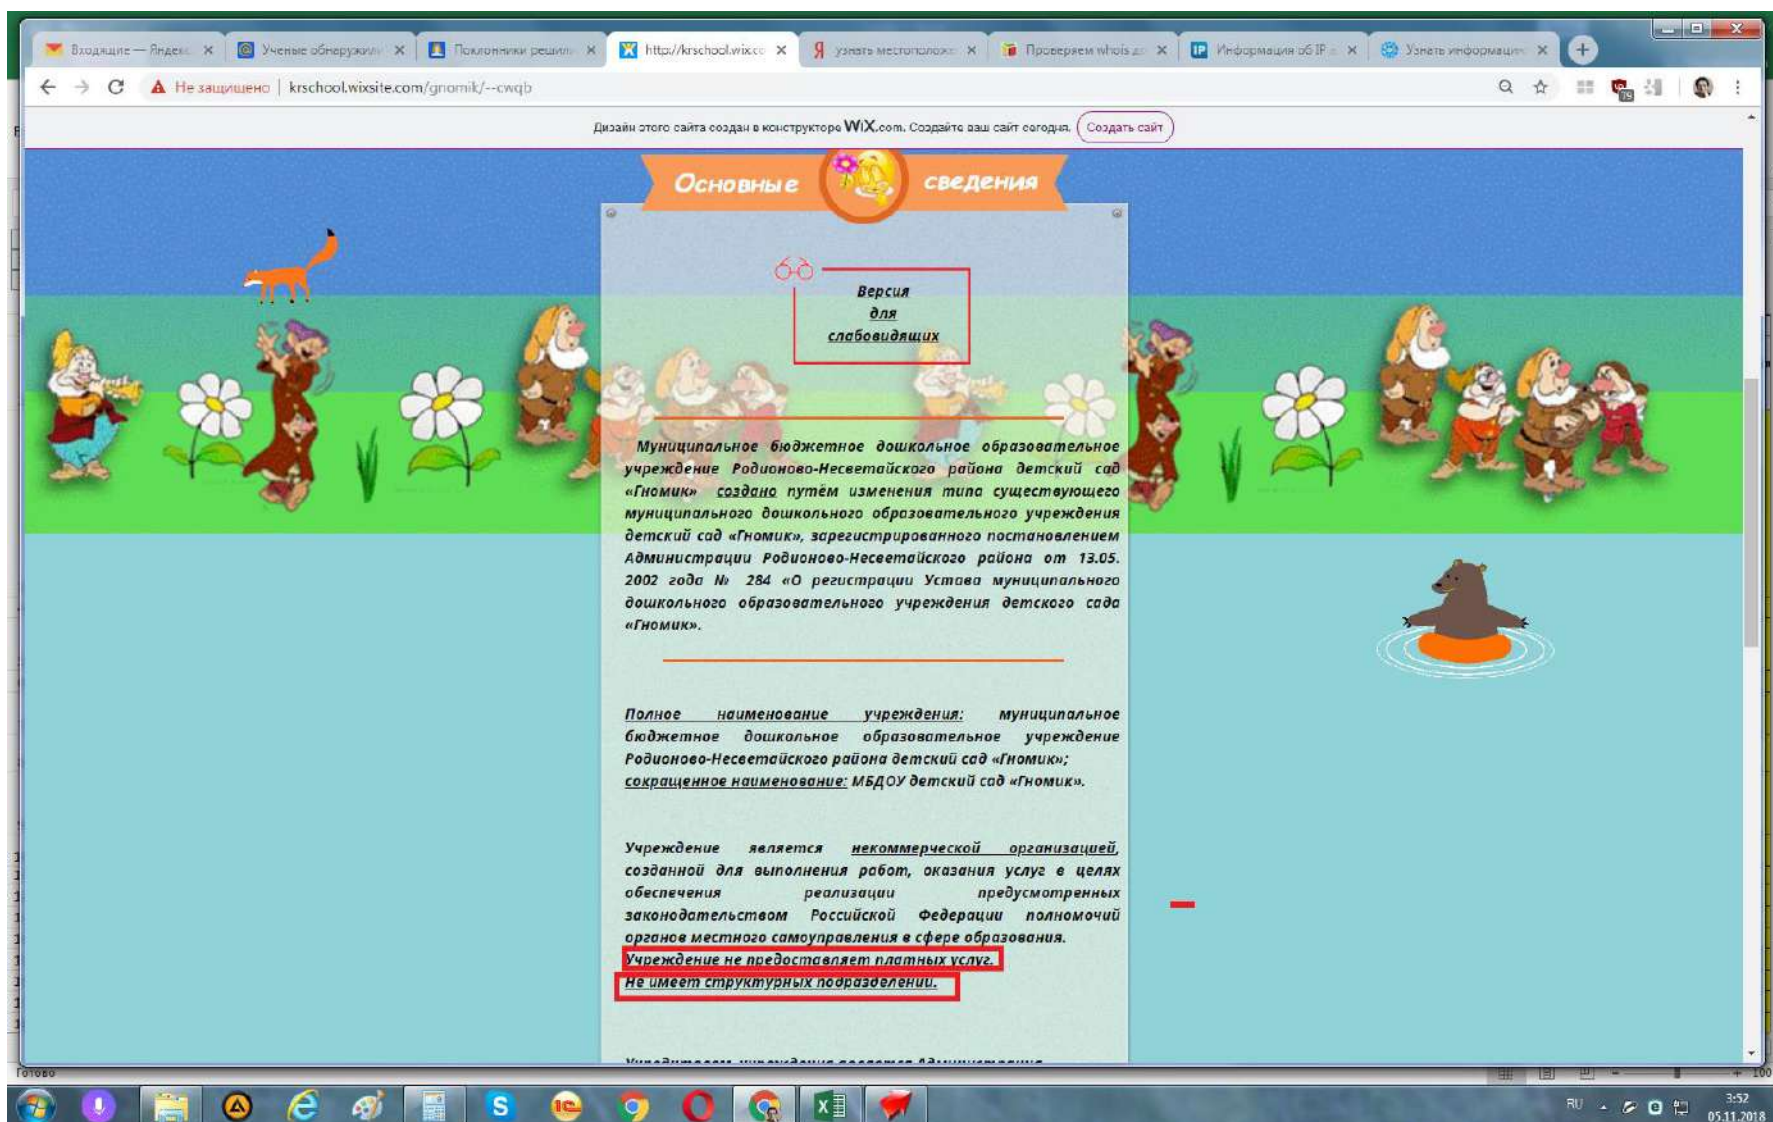 Входящие — Яндекс
Ученые обнаружили
Поклонники решили
http://krschool.wix.co
узнать местоположе
Проверяем whois до
Информация об IP
Узнать информацию
Не защищено | krschool.wixsite.com/gnomik/--cwqb
79
Дизайн этого сайта создан в конструкторе WiX.com. Создайте ваш сайт сегодня. Создать сайт
Основные сведения
Версия
для
слабовидящих
Муниципальное бюджетное дошкольное образовательное
учреждение Родионово-Несветайского района детский сад
«Гномик» создано путём изменения типа существующего
муниципального дошкольного образовательного учреждения
детский сад «Гномик», зарегистрированного постановлением
Администрации Родионово-Несветайского района от 13.05.
2002 года № 284 «О регистрации Устава муниципального
дошкольного образовательного учреждения детского сада
«Гномик».
Полное наименование учреждения: муниципальное
бюджетное дошкольное образовательное учреждение
Родионово-Несветайского района детский сад «Гномик»;
сокращенное наименование: МБДОУ детский сад «Гномик».
Учреждение является некоммерческой организацией,
созданной для выполнения работ, оказания услуг в целях
обеспечения реализации предусмотренных
законодательством Российской Федерации полномочий
органов местного самоуправления в сфере образования.
Учреждение не предоставляет платных услуг.
Не имеет структурных подразделений.
Готово
100
RU
3:52
05.11.2018